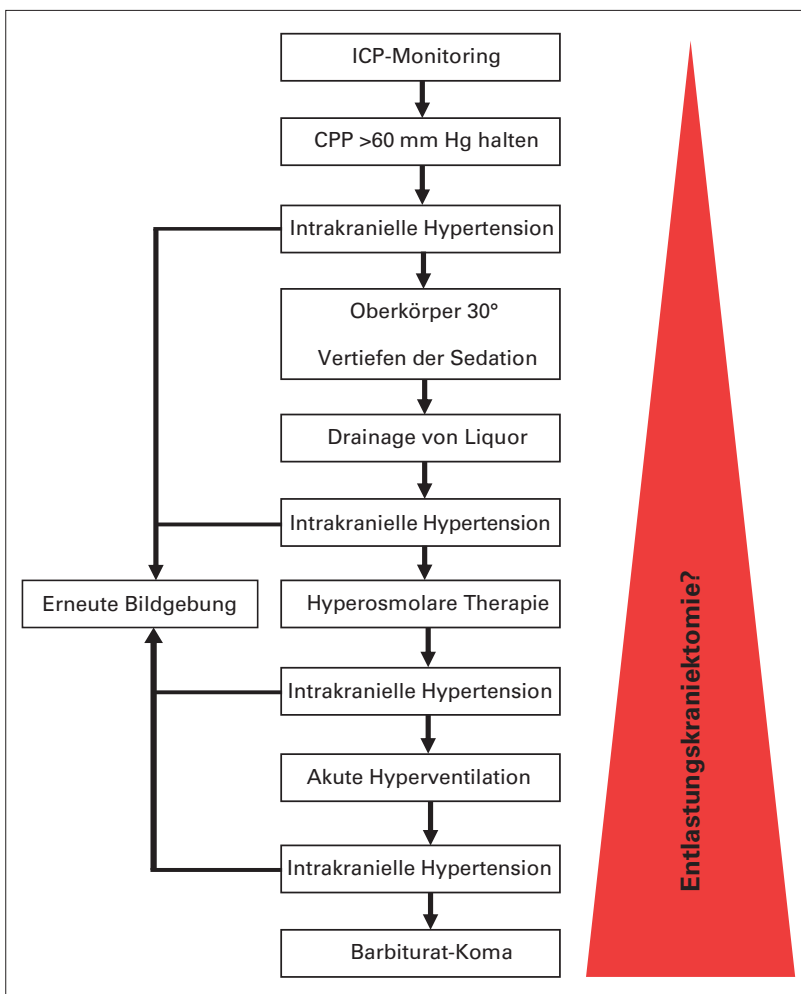 ICP-Monitoring
CPP >60 mm Hg halten
Intrakranielle Hypertension
Oberkörper 30°
Vertiefen der Sedation
Drainage von Liquor
Intrakranielle Hypertension
Erneute Bildgebung
Hyperosmolare Therapie
Intrakranielle Hypertension
Akute Hyperventilation
Intrakranielle Hypertension
Barbiturat-Koma
Entlastungskraniektomie?